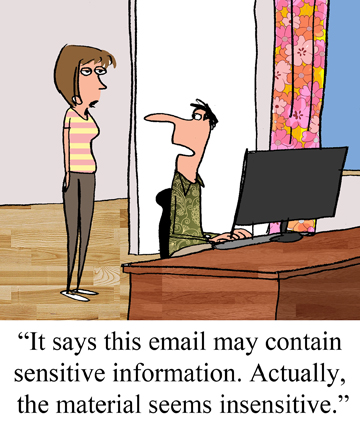 “It says this email may contain
sensitive information. Actually,
the material seems insensitive.”